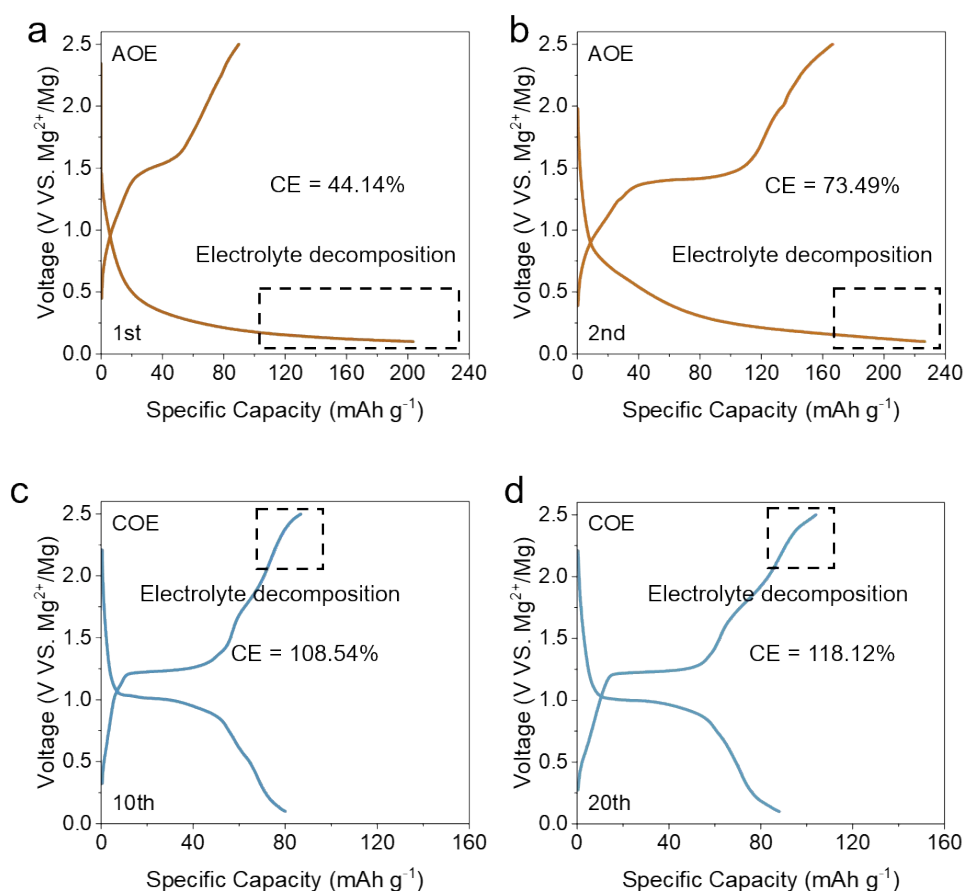 a
AOE
2.5
2.0
1.5
1.0
0.5
0.0
Voltage (V VS. Mg²⁺/Mg)
CE = 44.14%
Electrolyte decomposition
1st
0 40 80 120 160 200 240
Specific Capacity (mAh g⁻¹)
b
AOE
2.5
2.0
1.5
1.0
0.5
0.0
Voltage (V VS. Mg²⁺/Mg)
CE = 73.49%
Electrolyte decomposition
2nd
0 40 80 120 160 200 240
Specific Capacity (mAh g⁻¹)
c
COE
2.5
2.0
1.5
1.0
0.5
0.0
Voltage (V VS. Mg²⁺/Mg)
Electrolyte decomposition
CE = 108.54%
10th
0 40 80 120 160
Specific Capacity (mAh g⁻¹)
d
COE
2.5
2.0
1.5
1.0
0.5
0.0
Voltage (V VS. Mg²⁺/Mg)
Electrolyte decomposition
CE = 118.12%
20th
0 40 80 120 160
Specific Capacity (mAh g⁻¹)